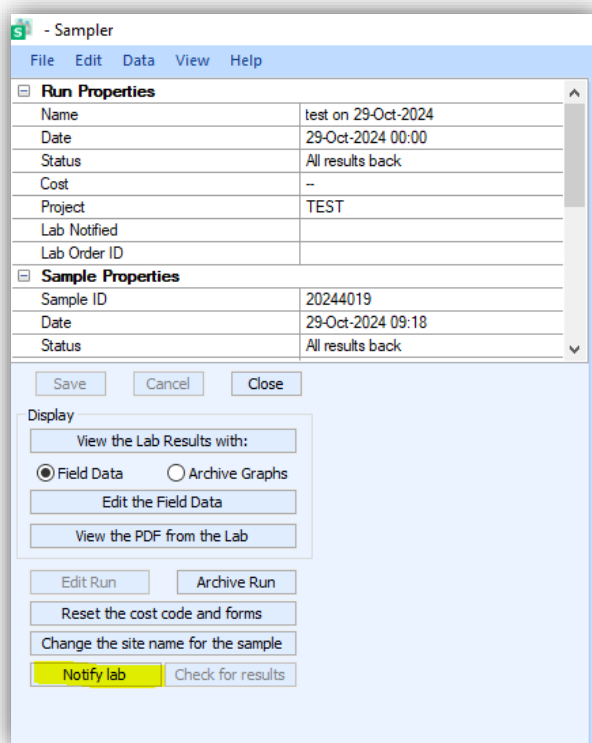 S - Sampler
File Edit Data View Help
Run Properties
Name test on 29-Oct-2024
Date 29-Oct-2024 00:00
Status All results back
Cost --
Project TEST
Lab Notified
Lab Order ID
Sample Properties
Sample ID 20244019
Date 29-Oct-2024 09:18
Status All results back
Save Cancel Close
Display
View the Lab Results with:
Field Data Archive Graphs
Edit the Field Data
View the PDF from the Lab
Edit Run Archive Run
Reset the cost code and forms
Change the site name for the sample
Notify lab Check for results